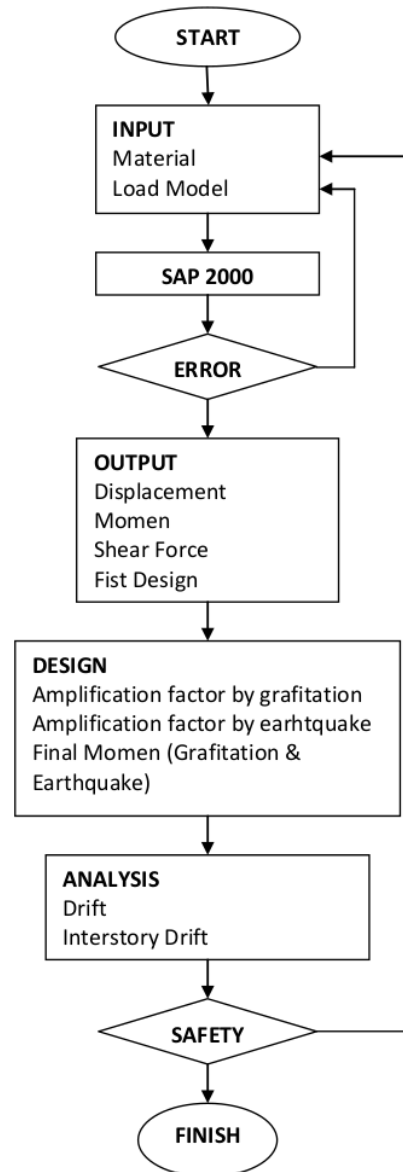 START
INPUT
Material
Load Model
SAP 2000
ERROR
OUTPUT
Displacement
Momen
Shear Force
Fist Design
DESIGN
Amplification factor by grafitation
Amplification factor by earhtquake
Final Momen (Grafitation &
Earthquake)
ANALYSIS
Drift
Interstory Drift
SAFETY
FINISH